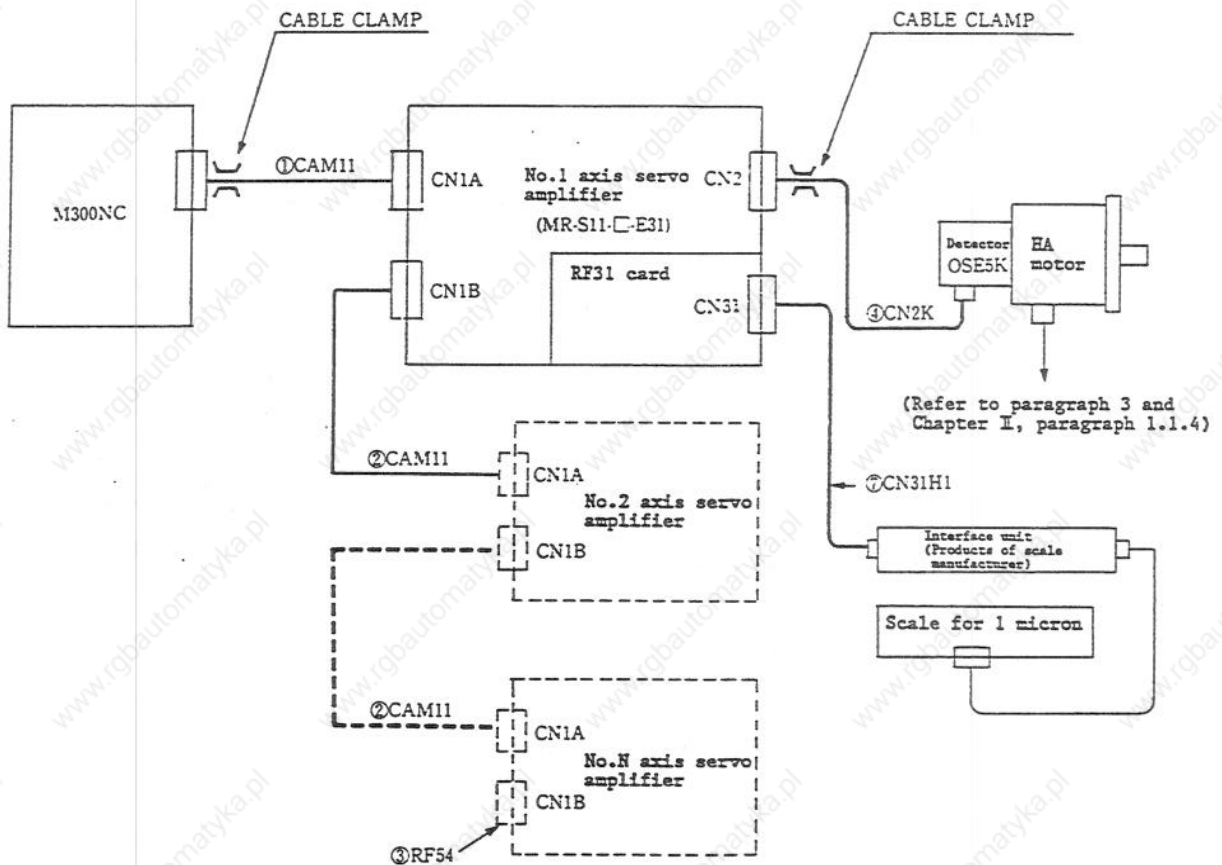 CABLE CLAMP
CABLE CLAMP
M300NC
①CAM11
CN1A
No.1 axis servo
amplifier
(MR-S11-□-E31)
CN2
CN1B
RF31 card
CN31
Detector
OSE5K
HA
motor
④CN2K
(Refer to paragraph 3 and
Chapter II, paragraph 1.1.4)
②CAM11
CN1A
No.2 axis servo
amplifier
CN1B
⑦CN31H1
Interface unit
(Products of scale
manufacturer)
Scale for 1 micron
②CAM11
CN1A
No.N axis servo
amplifier
CN1B
③RF54
www.rgbautomatyka.pl